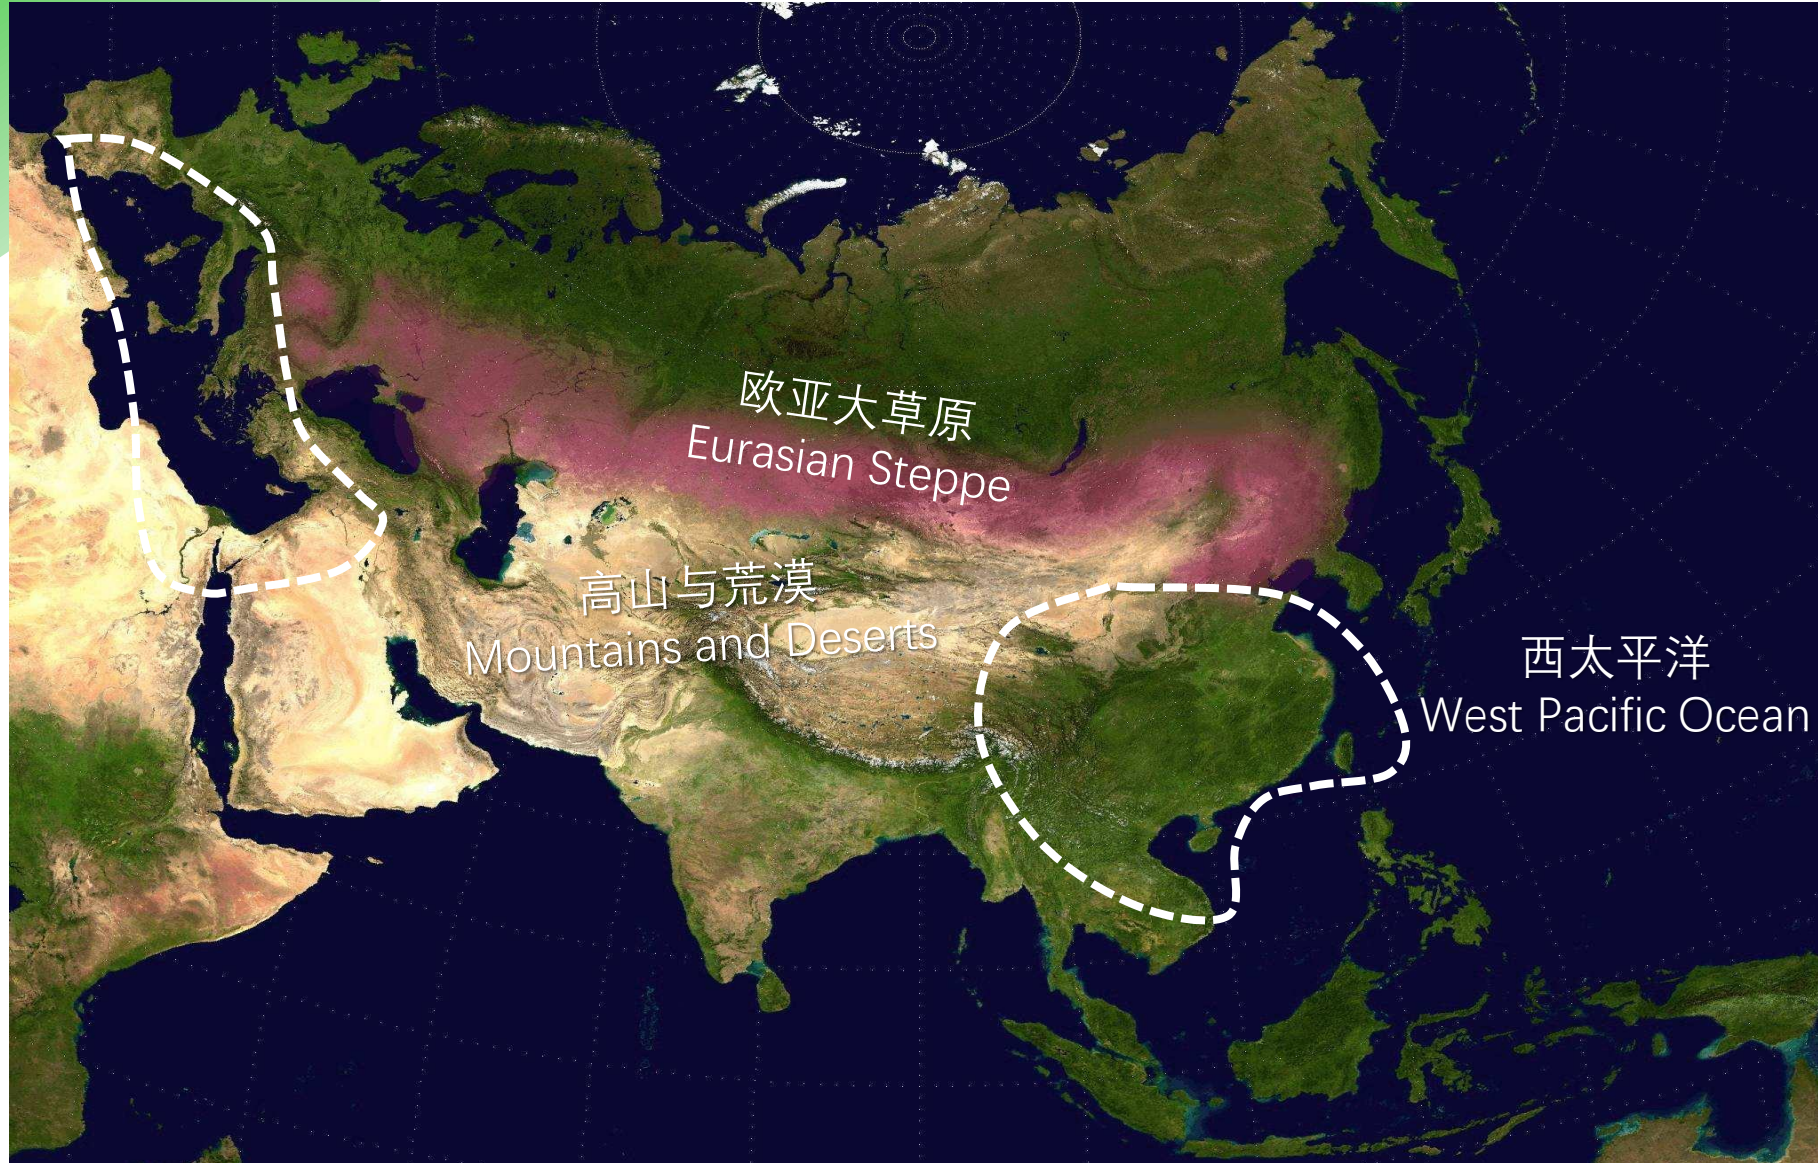 欧亚大草原
Eurasian Steppe
高山与荒漠
Mountains and Deserts
西太平洋
West Pacific Ocean